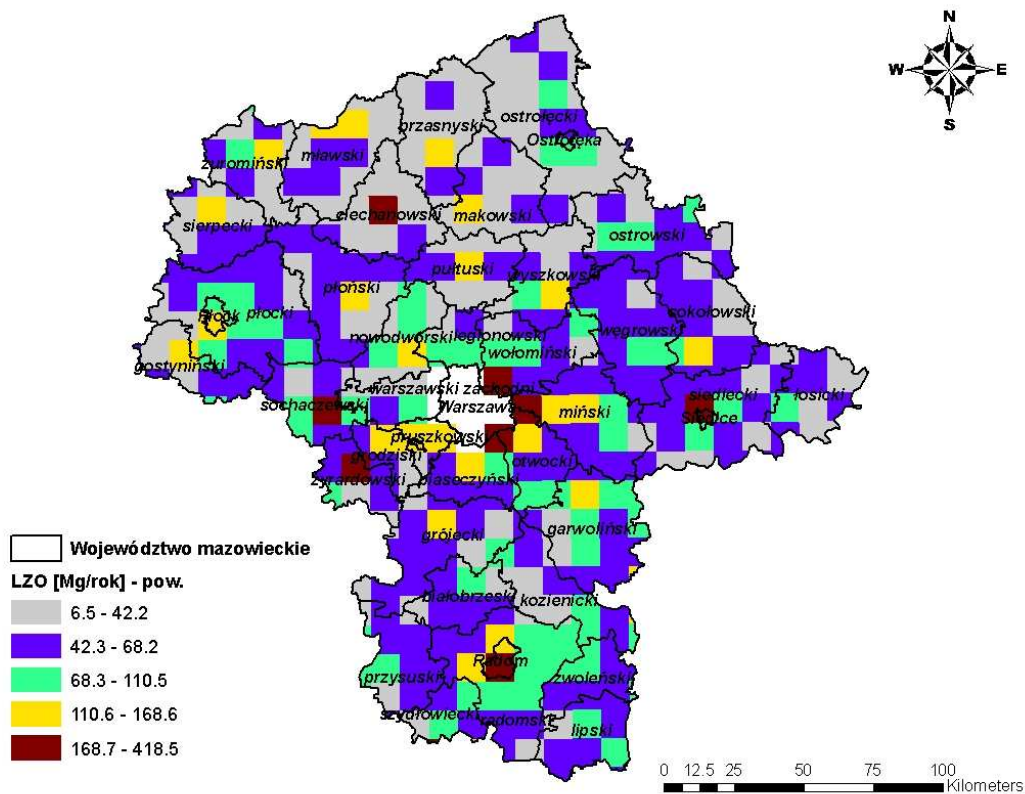 N
W E
S
ostrołęcki
przasnyski
Ostrołęka
mławski
żuromiński
ciechanowski
makowski
sierpecki
ostrowski
pułtuski
wyszkowski
płoński
sokołowski
Płock
płocki
węgrowski
nowodworski
legionowski
wołomiński
gostyniński
warszawski zachodni
siedlecki
łosicki
sochaczewski
Warszawa
miński
Siedlce
pruszkowski
grodziski
otwocki
żyrardowski
piaseczyński
grójecki
garwoliński
Województwo mazowieckie
LZO [Mg/rok] - pow.
6.5 - 42.2
42.3 - 68.2
68.3 - 110.5
110.6 - 168.6
168.7 - 418.5
białobrzeski
kozienicki
Radom
przysuski
zwoleński
szydłowiecki
radomski
lipski
0 12.5 25 50 75 100
Kilometers